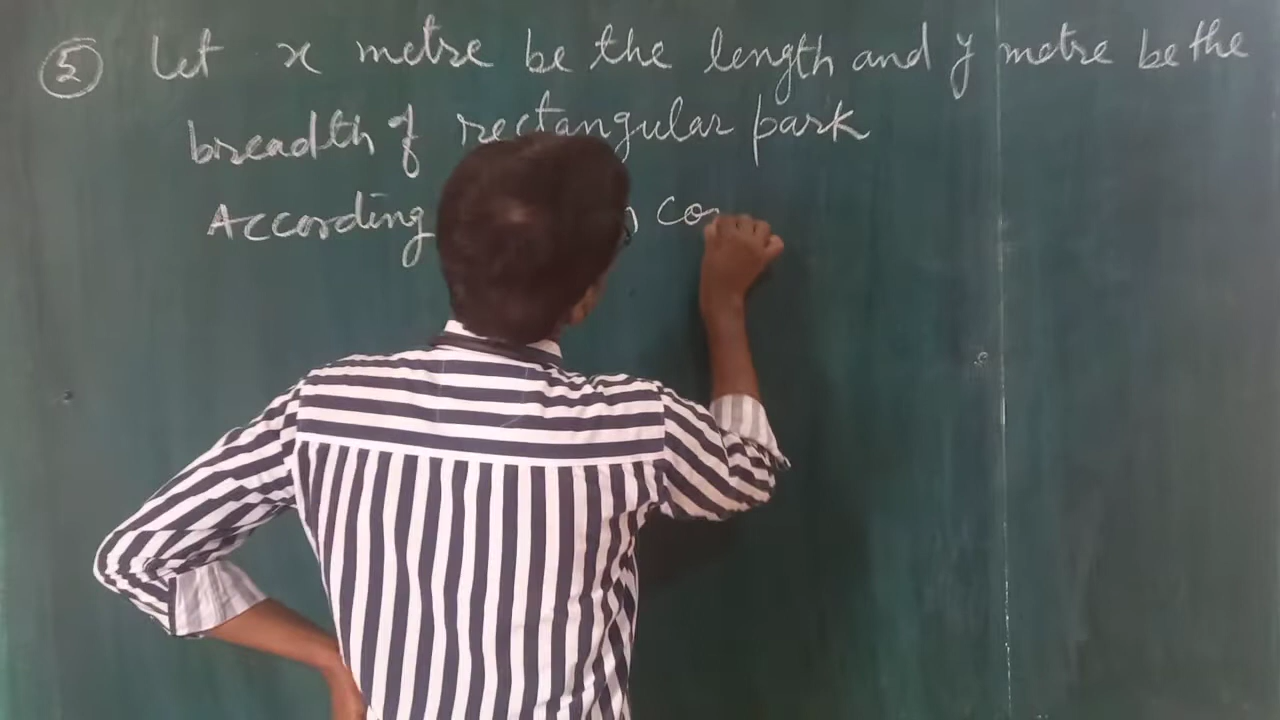 ⑤ Let x metre be the length and y metre be the
breadth of rectangular park
According